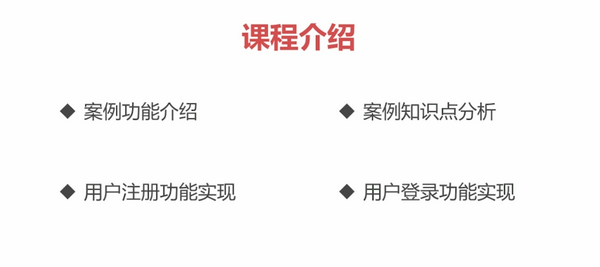 课程介绍
◆ 案例功能介绍
◆ 案例知识点分析
◆ 用户注册功能实现
◆ 用户登录功能实现